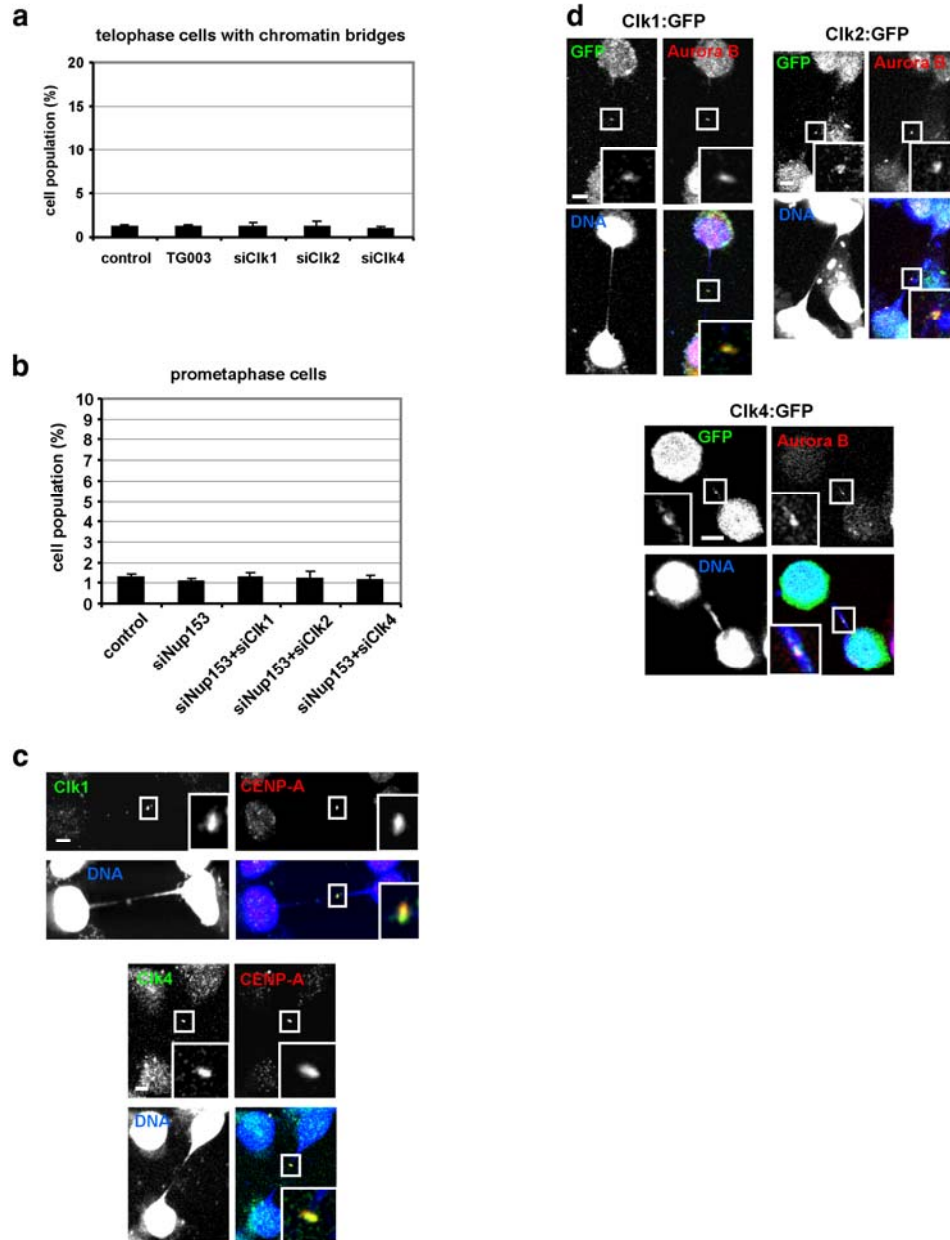 a
telophase cells with chromatin bridges
cell population (%)
20
15
10
5
0
control TG003 siClk1 siClk2 siClk4
b
prometaphase cells
cell population (%)
10
9
8
7
6
5
4
3
2
1
0
control siNup153 siNup153+siClk1 siNup153+siClk2 siNup153+siClk4
c
Clk1 CENP-A
DNA
Clk4 CENP-A
DNA
d
Clk1:GFP
GFP Aurora B
DNA
Clk2:GFP
GFP Aurora B
DNA
Clk4:GFP
GFP Aurora B
DNA